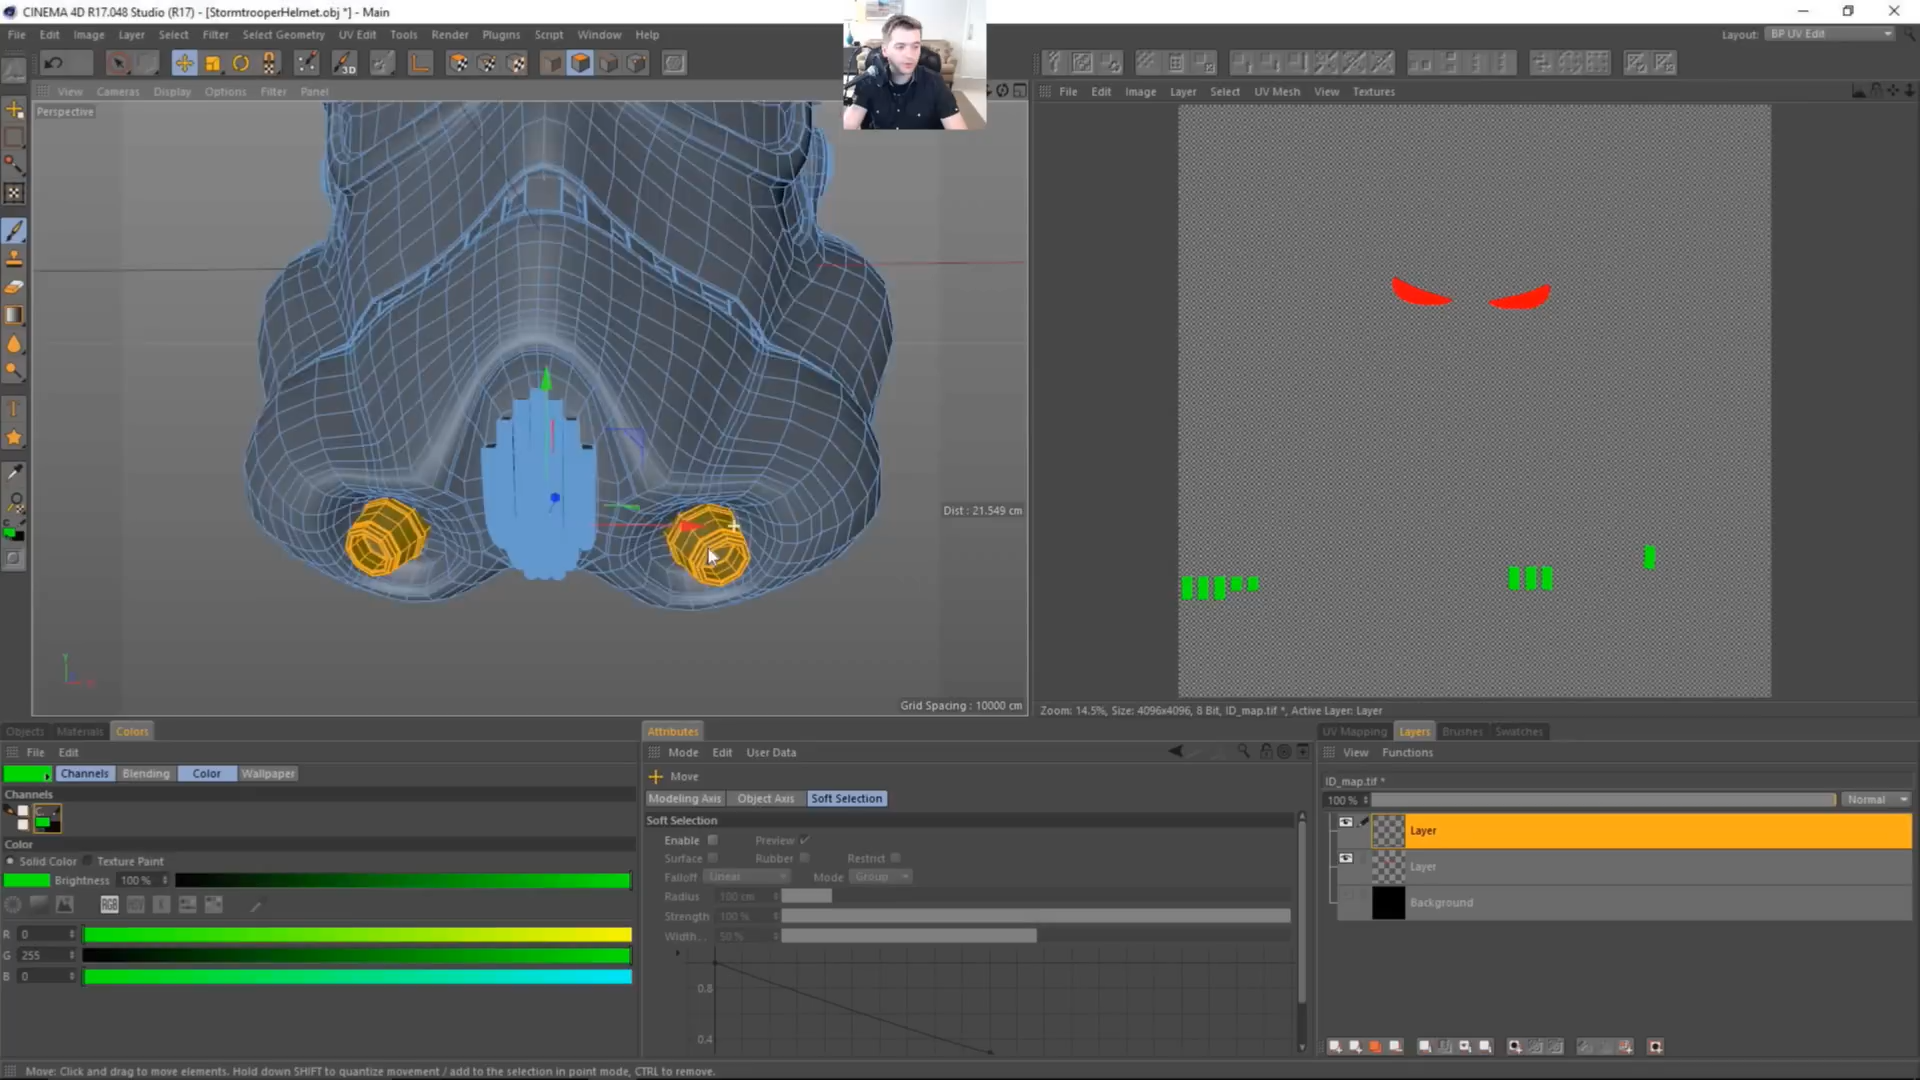 CINEMA 4D R17.048 Studio (R17) - [StormtrooperHelmet.obj *] - Main
File Edit Image Layer Select Filter Select Geometry UV Edit Tools Render Plugins Script Window Help
Layout: BP UV Edit
View Cameras Display Options Filter Panel
File Edit Image Layer Select UV Mesh View Textures
Perspective
Dist : 21.549 cm
Grid Spacing : 10000 cm
Zoom: 14.5%, Size: 4096x4096, 8 Bit, ID_map.tif *, Active Layer: Layer
Objects Materials Colors
File Edit
Channels Blending Color Wallpaper
Channels
Color
Solid Color Texture Paint
Brightness 100 %
RGB
R 0
G 255
B 0
Attributes
Mode Edit User Data
Move
Modeling Axis Object Axis Soft Selection
Soft Selection
Enable Preview
Surface Rubber Restrict
Falloff Linear Mode Group
Radius 100 cm
Strength 100 %
Width... 50 %
0.8
0.4
UV Mapping Layers Brushes Swatches
View Functions
ID_map.tif *
100 % Normal
Layer
Layer
Background
Move: Click and drag to move elements. Hold down SHIFT to quantize movement / add to the selection in point mode, CTRL to remove.